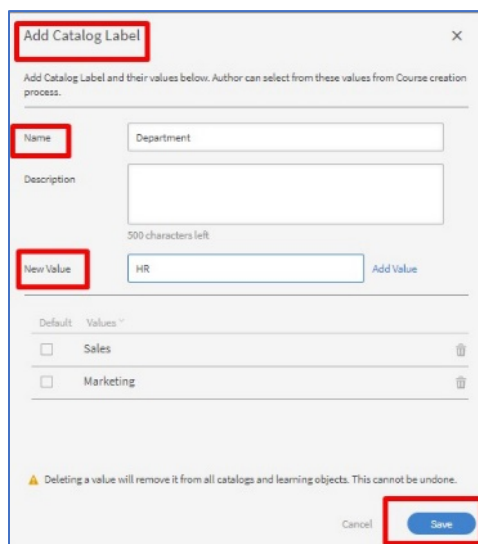 Add Catalog Label
Add Catalog Label and their values below. Author can select from these values from Course creation
process.
Name Department
Description
500 characters left
New Value HR Add Value
Default Values
Sales
Marketing
Deleting a value will remove it from all catalogs and learning objects. This cannot be undone.
Cancel Save